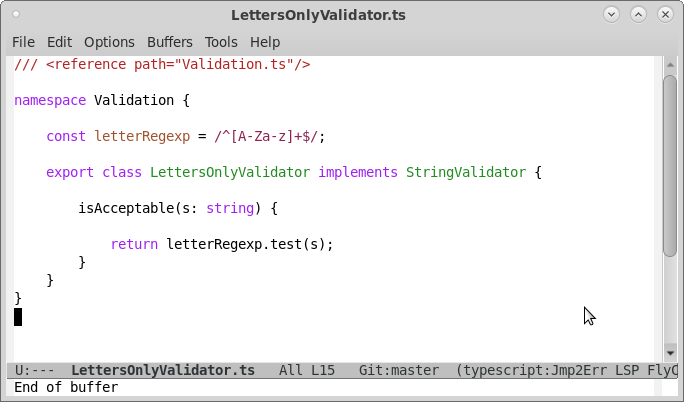 LettersOnlyValidator.ts
File Edit Options Buffers Tools Help
/// <reference path="Validation.ts"/>
namespace Validation {
const letterRegexp = /^[A-Za-z]+$/;
export class LettersOnlyValidator implements StringValidator {
isAcceptable(s: string) {
return letterRegexp.test(s);
}
}
}
U:--- LettersOnlyValidator.ts All L15 Git:master (typescript:Jmp2Err LSP FlyC
End of buffer